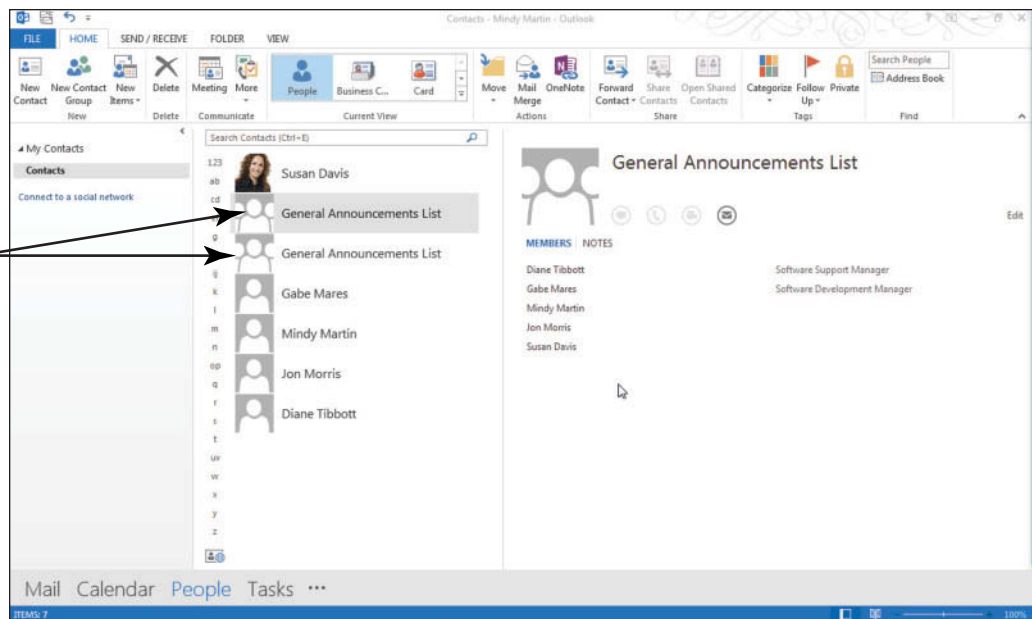 Contacts - Mindy Martin - Outlook
FILE HOME SEND / RECEIVE FOLDER VIEW
New Contact
New Contact Group
New Items
Delete
Meeting
More
People
Business C...
Card
Move
Mail Merge
OneNote
Forward Contact
Share Contacts
Open Shared Contacts
Categorize
Follow Up
Private
Search People
Address Book
New Delete Communicate Current View Actions Share Tags Find
My Contacts
Contacts
Connect to a social network
Search Contacts (Ctrl+E)
123
ab
cd
g
ij
k
l
m
n
op
q
r
s
t
uv
w
x
y
z
Susan Davis
General Announcements List
General Announcements List
Gabe Mares
Mindy Martin
Jon Morris
Diane Tibbott
General Announcements List
Edit
MEMBERS NOTES
Diane Tibbott Software Support Manager
Gabe Mares Software Development Manager
Mindy Martin
Jon Morris
Susan Davis
Mail Calendar People Tasks •••
ITEMS: 7 100%